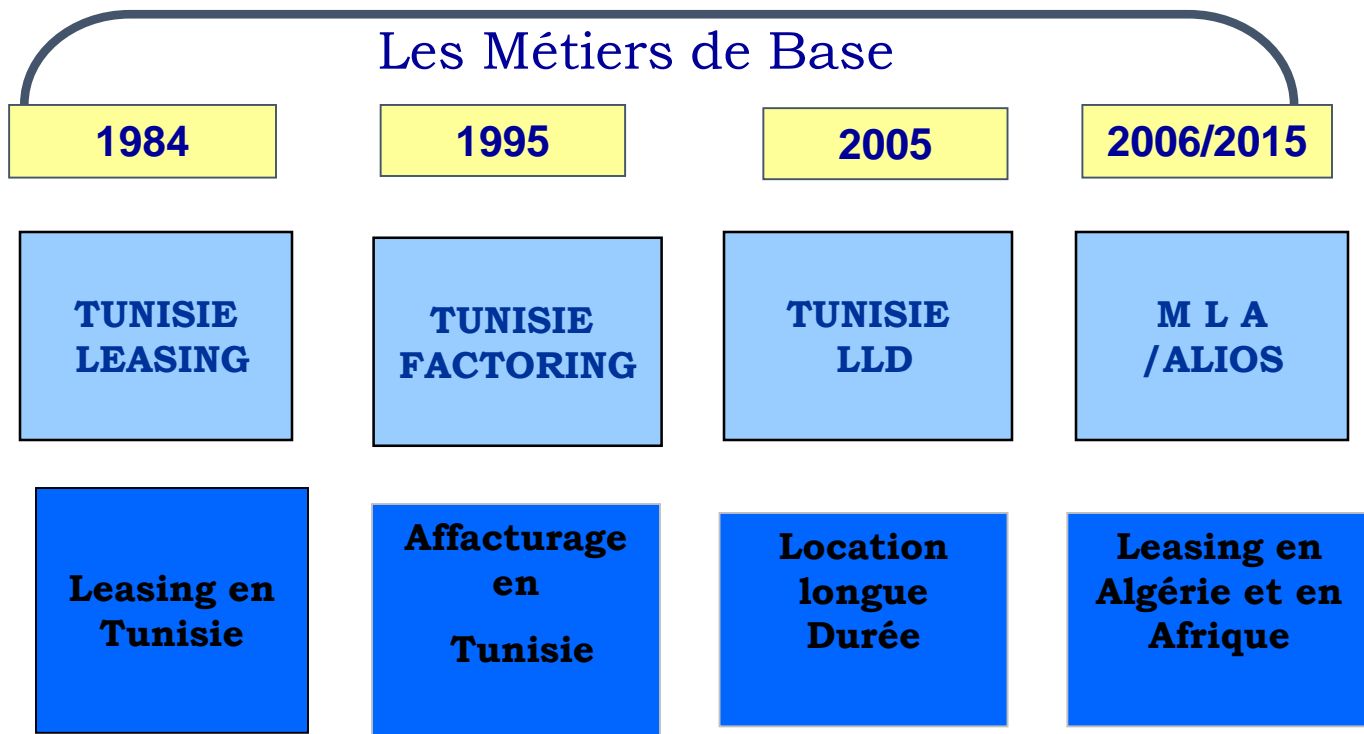 Les Métiers de Base
1984
1995
2005
2006/2015
TUNISIE
LEASING
TUNISIE
FACTORING
TUNISIE
LLD
M L A
/ALIOS
Leasing en
Tunisie
Affacturage
en
Tunisie
Location
longue
Durée
Leasing en
Algérie et en
Afrique